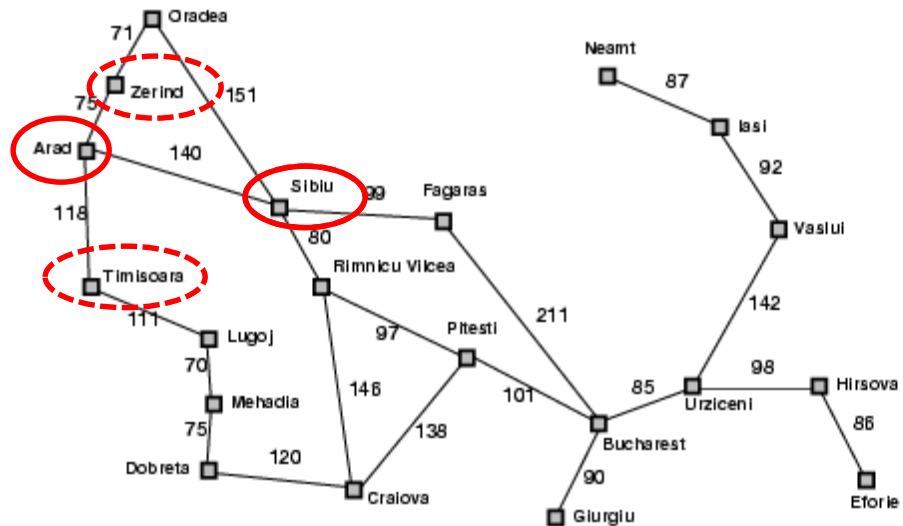 Oradea
71
Neamt
Zerind
151
87
75
Iasi
Arad
140
92
Sibiu
99
Fagaras
118
80
Vaslui
Timisoara
Rimnicu Vilcea
111
211
142
Lugoj
97
Pitesti
70
98
Hirsova
146
101
85
Urziceni
Mehadia
86
75
138
Bucharest
Dobreta
120
90
Craiova
Eforie
Giurgiu